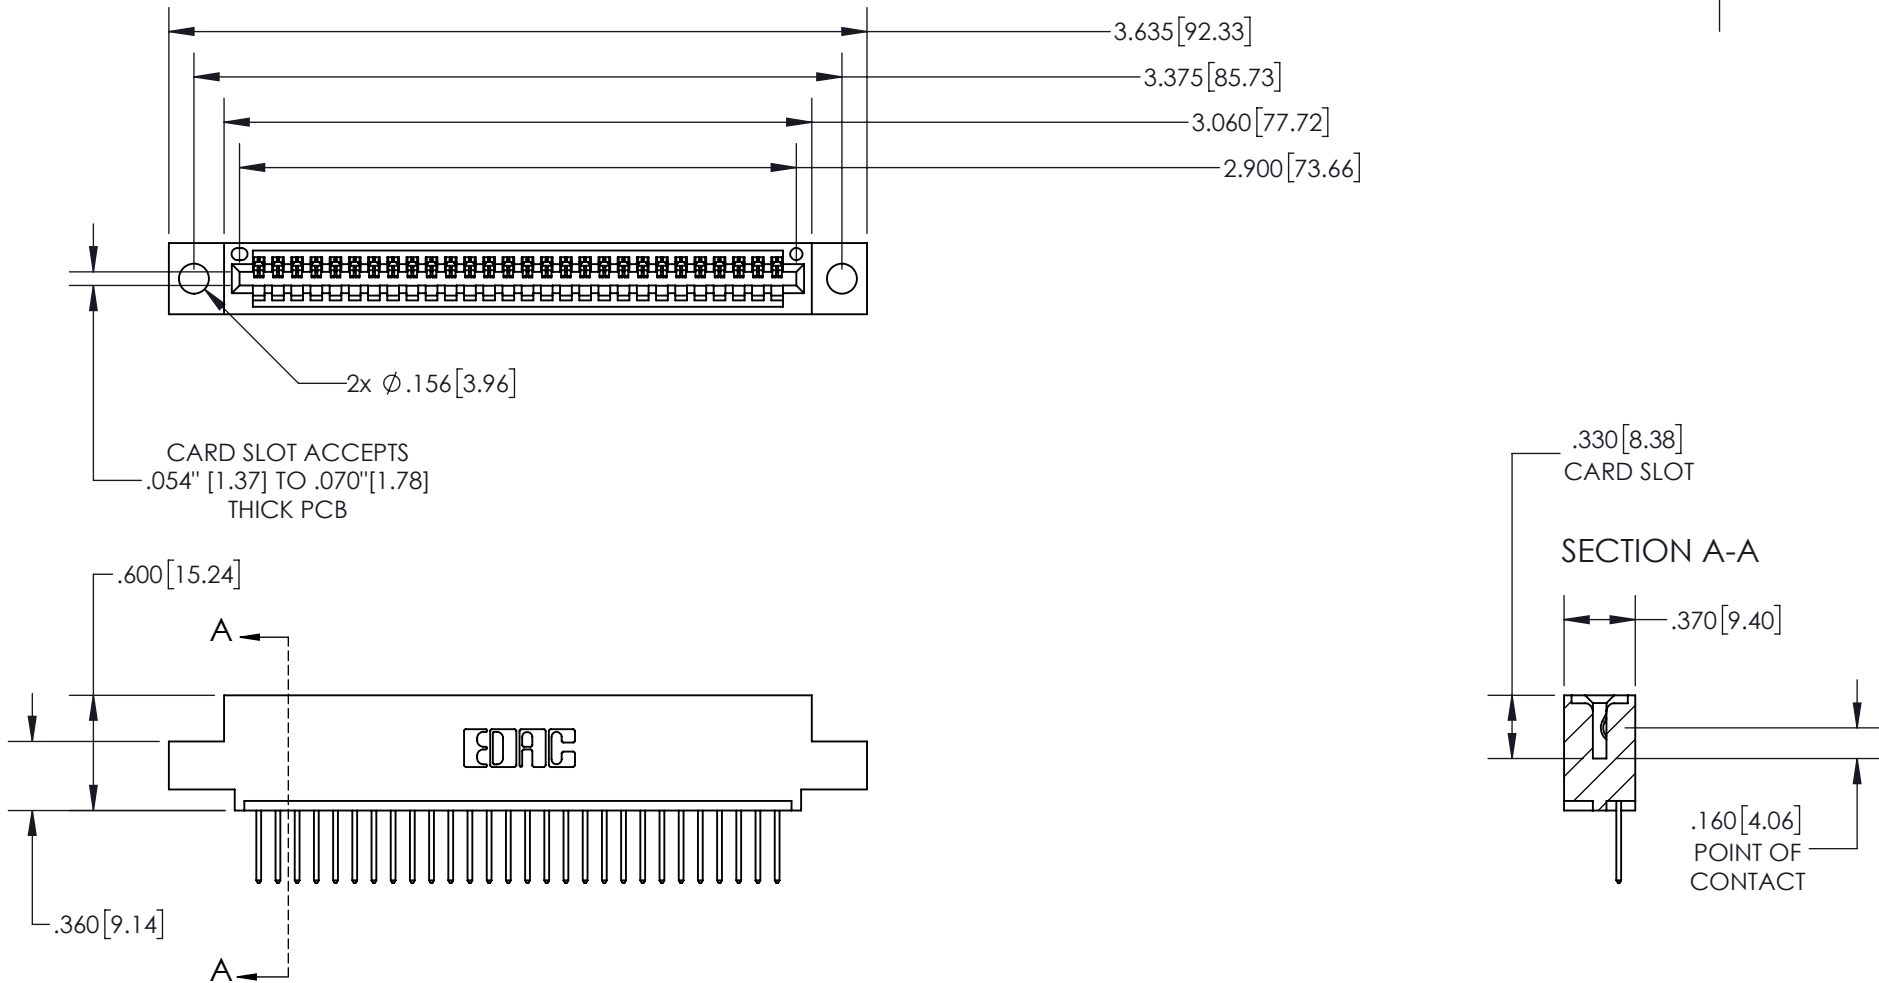 3.635[92.33]
3.375[85.73]
3.060[77.72]
2.900[73.66]
2x ∅.156[3.96]
CARD SLOT ACCEPTS
.054" [1.37] TO .070"[1.78]
THICK PCB
.330[8.38]
CARD SLOT
SECTION A-A
.600[15.24]
.370[9.40]
A
EDAC
.160[4.06]
POINT OF
CONTACT
.360[9.14]
A